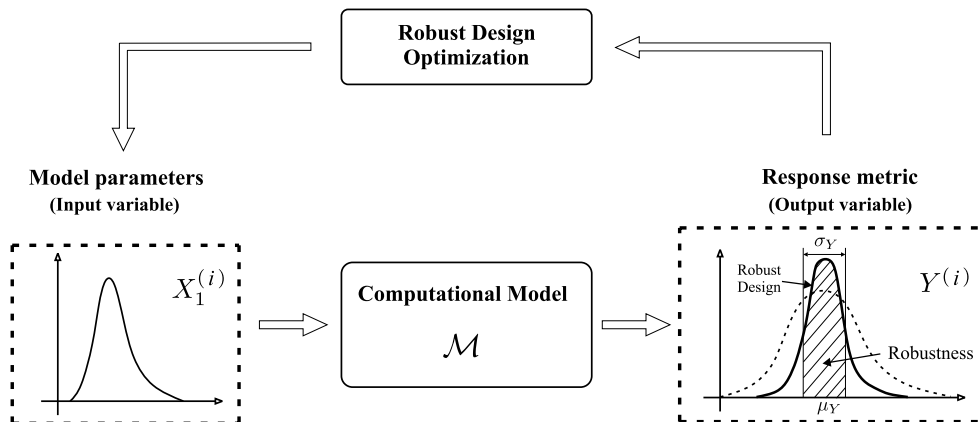 Robust Design
Optimization
Model parameters
(Input variable)
Response metric
(Output variable)
X_1^{(i)}
Computational Model
\mathcal{M}
σ_Y
Robust
Design
Y^{(i)}
Robustness
μ_Y